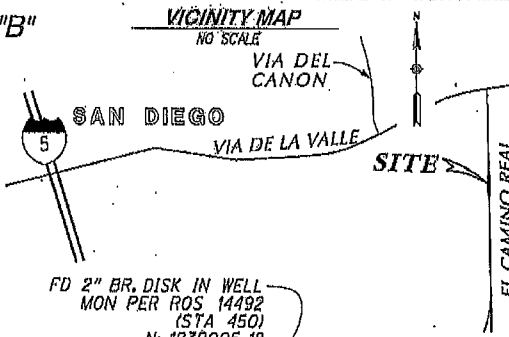 "B"
VICINITY MAP
NO SCALE
N
VIA DEL
CANON
SAN DIEGO
5
VIA DE LA VALLE
SITE
EL CAMINO REAL
FD 2" BR. DISK IN WELL
MON PER ROS 14492
(STA 450)